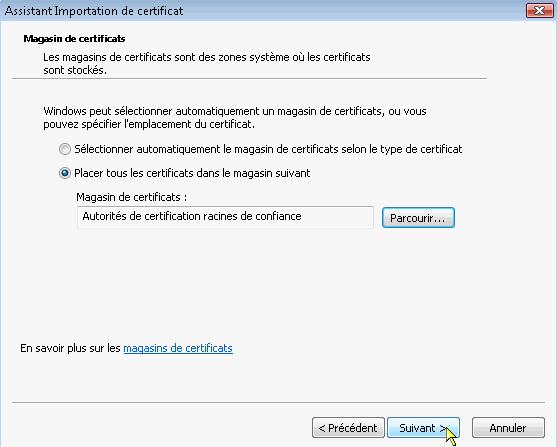 Assistant Importation de certificat
Magasin de certificats
Les magasins de certificats sont des zones système où les certificats
sont stockés.
Windows peut sélectionner automatiquement un magasin de certificats, ou vous
pouvez spécifier l'emplacement du certificat.
Sélectionner automatiquement le magasin de certificats selon le type de certificat
Placer tous les certificats dans le magasin suivant
Magasin de certificats :
Autorités de certification racines de confiance
Parcourir...
En savoir plus sur les magasins de certificats
< Précédent
Suivant >
Annuler